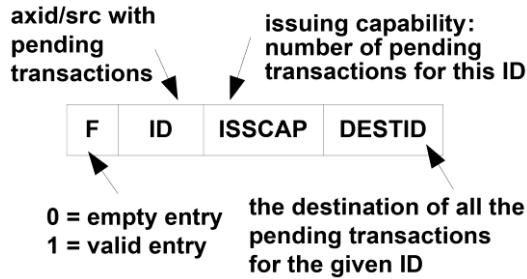 axid/src with
pending
transactions
issuing capability:
number of pending
transactions for this ID
F ID ISSCAP DESTID
0 = empty entry
1 = valid entry
the destination of all the
pending transactions
for the given ID